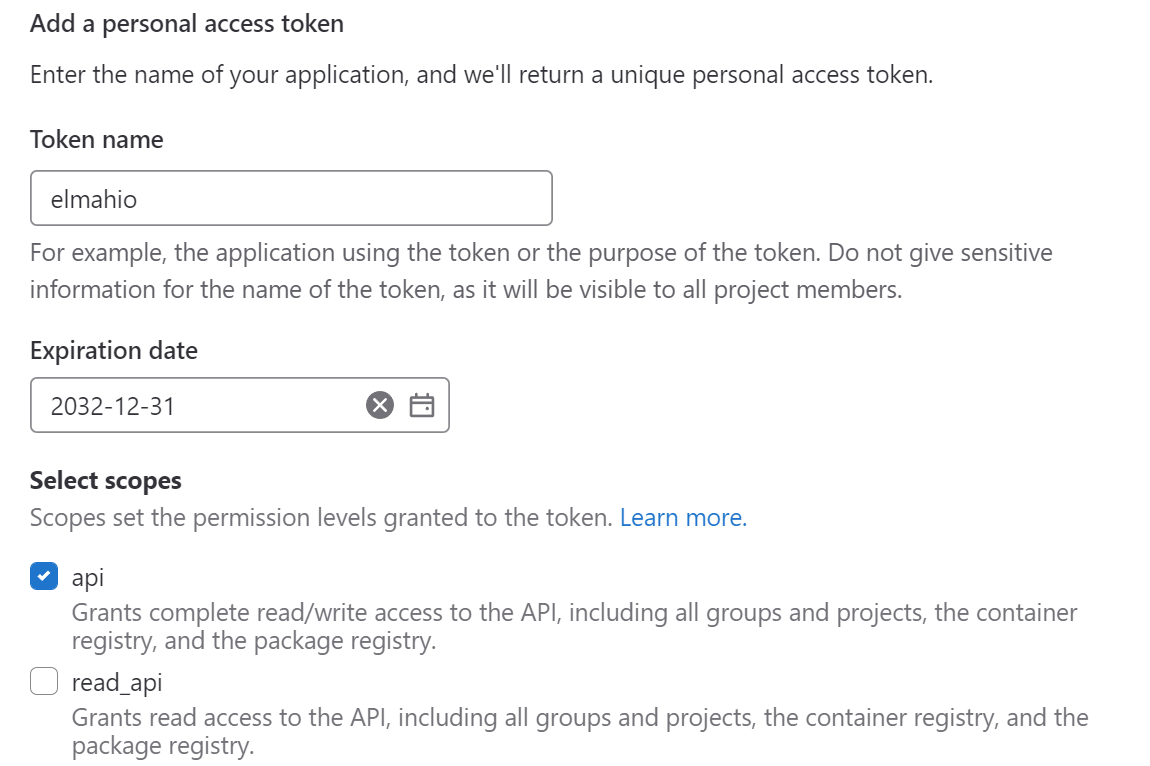 Add a personal access token
Enter the name of your application, and we'll return a unique personal access token.
Token name
elmahio
For example, the application using the token or the purpose of the token. Do not give sensitive
information for the name of the token, as it will be visible to all project members.
Expiration date
2032-12-31
Select scopes
Scopes set the permission levels granted to the token. Learn more.
api
Grants complete read/write access to the API, including all groups and projects, the container
registry, and the package registry.
read_api
Grants read access to the API, including all groups and projects, the container registry, and the
package registry.